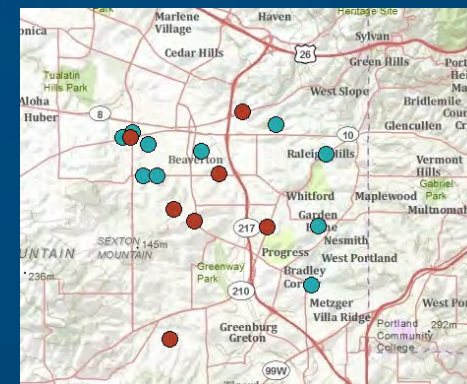 Park
Marlene
Village
Haven
Heritage Site
Sylvan
onica
Cedar Hills
26
Green Hills
Port
Tualatin
Hills Park
West Slope
Aloha
Huber
8
Bridlemile
Glencullen
10
Beaverton
Raleigh Hills
Vermont
Hills
Gabriel
Park
Whitford
Maplewood
Multnomah
Garden
217
Nesmith
SEXTON
MOUNTAIN
145m
UNTAIN
Progress
West Portland
236m
Greenway
Park
Bradley
210
Metzger
Villa Ridge
West Por
Portland
Community
College
292m
Greenburg
Greton
99W